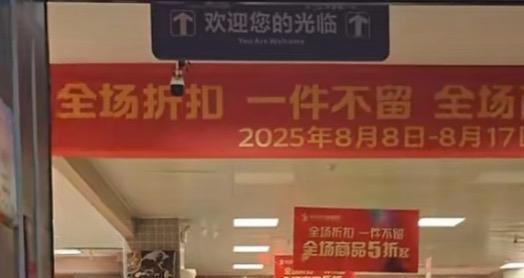 欢迎您的光临
You Are Welcome
全场折扣 一件不留 全场
2025年8月8日-8月17日
全场折扣 一件不留
全场商品5折起